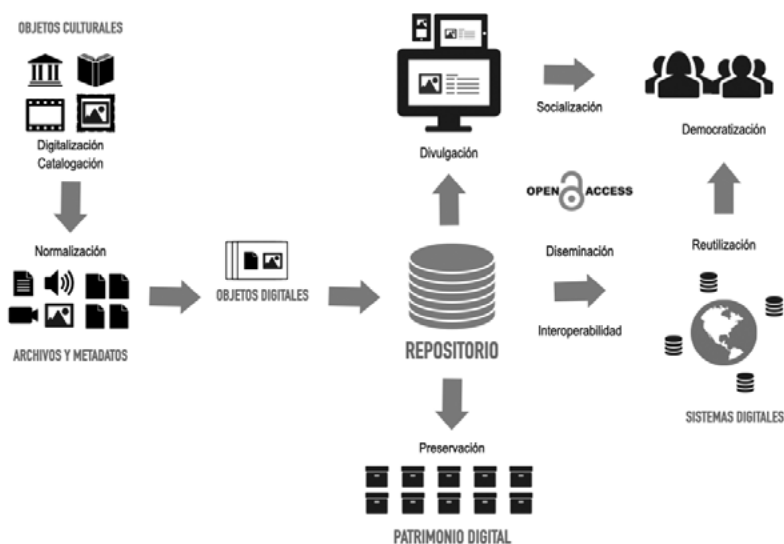 OBJETOS CULTURALES
Digitalización
Catalogación
Normalización
ARCHIVOS Y METADATOS
OBJETOS DIGITALES
REPOSITORIO
Divulgación
Socialización
Democratización
OPEN ACCESS
Diseminación
Interoperabilidad
Reutilización
SISTEMAS DIGITALES
Preservación
PATRIMONIO DIGITAL